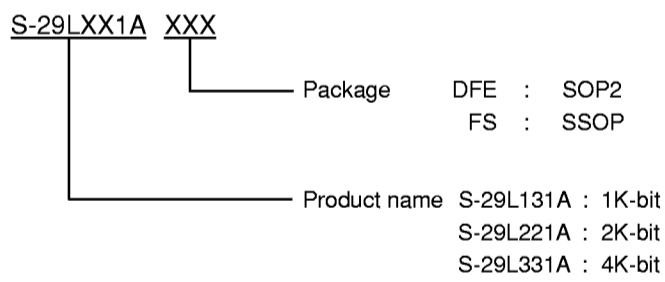 S-29LXX1A XXX
Package DFE : SOP2
FS : SSOP
Product name S-29L131A : 1K-bit
S-29L221A : 2K-bit
S-29L331A : 4K-bit